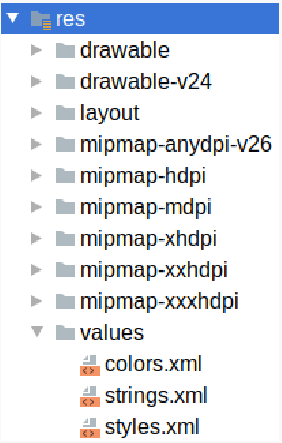 res
drawable
drawable-v24
layout
mipmap-anydpi-v26
mipmap-hdpi
mipmap-mdpi
mipmap-xhdpi
mipmap-xxhdpi
mipmap-xxxhdpi
values
colors.xml
strings.xml
styles.xml